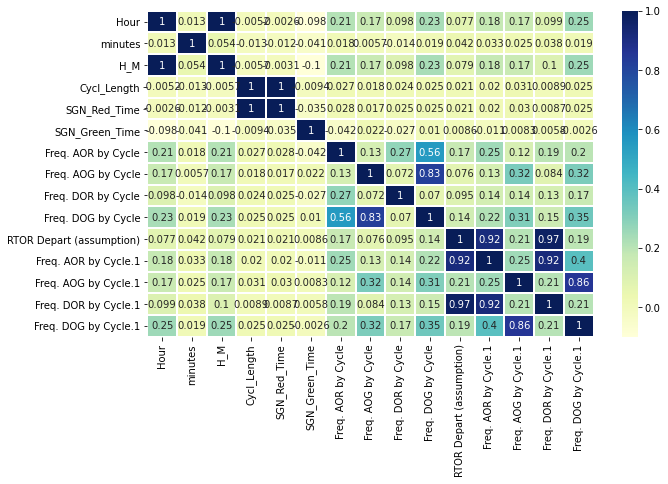 Hour 1 0.013 1 0.0052 -0.0026 -0.098 0.21 0.17 0.098 0.23 0.077 0.18 0.17 0.099 0.25
minutes 0.013 1 0.054 -0.013 -0.012 -0.041 0.018 0.0057 -0.014 0.019 0.042 0.033 0.025 0.038 0.019
H_M 1 0.054 1 0.0057 0.0031 -0.1 0.21 0.17 0.098 0.23 0.079 0.18 0.17 0.1 0.25
Cycl_Length -0.0052 -0.013 -0.0057 1 1 0.0094 0.027 0.018 0.024 0.025 0.021 0.02 0.031 0.0089 0.025
SGN_Red_Time -0.0026 -0.012 -0.0031 1 1 -0.035 0.028 0.017 0.025 0.025 0.021 0.02 0.03 0.0087 0.025
SGN_Green_Time -0.098 -0.041 -0.1 0.0094 0.035 1 -0.042 0.022 -0.027 0.01 0.0086 -0.011 0.0083 0.0058 -0.0026
Freq. AOR by Cycle 0.21 0.018 0.21 0.027 0.028 -0.042 1 0.13 0.27 0.56 0.17 0.25 0.12 0.19 0.2
Freq. AOG by Cycle 0.17 0.0057 0.17 0.018 0.017 0.022 0.13 1 0.072 0.83 0.076 0.13 0.32 0.084 0.32
Freq. DOR by Cycle -0.098 -0.014 0.098 0.024 0.025 -0.027 0.27 0.072 1 0.07 0.095 0.14 0.14 0.13 0.17
Freq. DOG by Cycle 0.23 0.019 0.23 0.025 0.025 0.01 0.56 0.83 0.07 1 0.14 0.22 0.31 0.15 0.35
RTOR Depart (assumption) -0.077 0.042 0.079 0.021 0.021 0.0086 0.17 0.076 0.095 0.14 1 0.92 0.21 0.97 0.19
Freq. AOR by Cycle.1 0.18 0.033 0.18 0.02 0.02 -0.011 0.25 0.13 0.14 0.22 0.92 1 0.25 0.92 0.4
Freq. AOG by Cycle.1 0.17 0.025 0.17 0.031 0.03 0.0083 0.12 0.32 0.14 0.31 0.21 0.25 1 0.21 0.86
Freq. DOR by Cycle.1 -0.099 0.038 0.1 0.0089 0.0087 0.0058 0.19 0.084 0.13 0.15 0.97 0.92 0.21 1 0.21
Freq. DOG by Cycle.1 0.25 0.019 0.25 0.025 0.025 -0.0026 0.2 0.32 0.17 0.35 0.19 0.4 0.86 0.21 1
Hour
minutes
H_M
Cycl_Length
SGN_Red_Time
SGN_Green_Time
Freq. AOR by Cycle
Freq. AOG by Cycle
Freq. DOR by Cycle
Freq. DOG by Cycle
RTOR Depart (assumption)
Freq. AOR by Cycle.1
Freq. AOG by Cycle.1
Freq. DOR by Cycle.1
Freq. DOG by Cycle.1
1.0
0.8
0.6
0.4
0.2
0.0